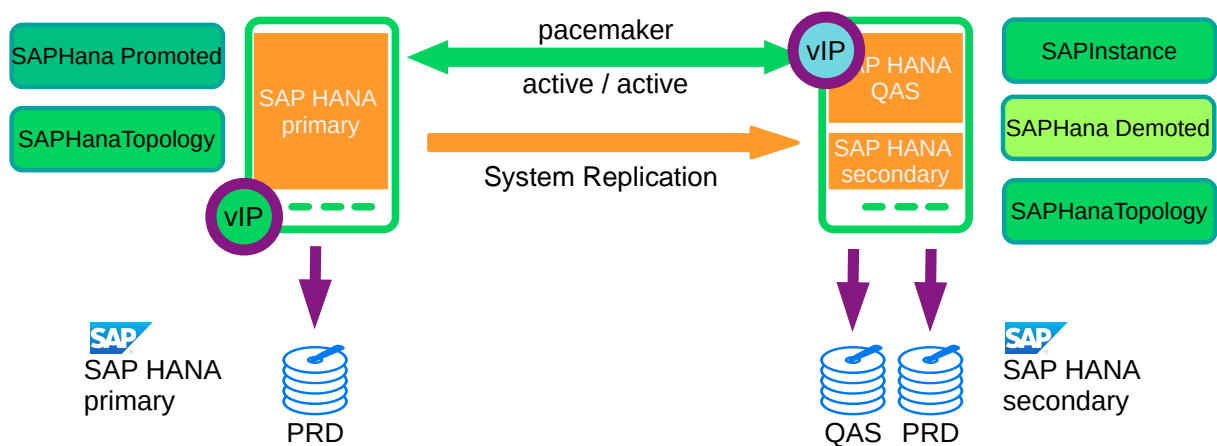 SAPHana Promoted
SAPHanaTopology
SAP HANA
primary
vIP
pacemaker
active / active
System Replication
vIP
SAP HANA
QAS
SAP HANA
secondary
SAPInstance
SAPHana Demoted
SAPHanaTopology
SAP
SAP HANA
primary
PRD
QAS
PRD
SAP
SAP HANA
secondary